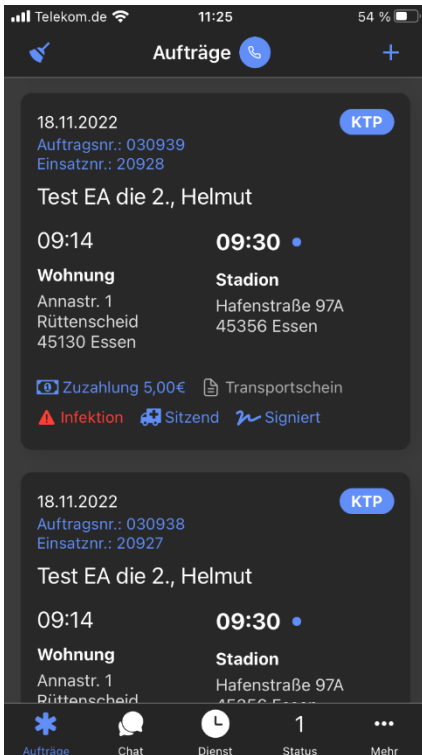 Telekom.de 11:25 54 %
Aufträge
+
18.11.2022 KTP
Auftragsnr.: 030939
Einsatznr.: 20928
Test EA die 2., Helmut
09:14 09:30
Wohnung Stadion
Annastr. 1 Hafenstraße 97A
Rüttenscheid 45356 Essen
45130 Essen
Zuzahlung 5,00€ Transportschein
Infektion Sitzend Signiert
18.11.2022 KTP
Auftragsnr.: 030938
Einsatznr.: 20927
Test EA die 2., Helmut
09:14 09:30
Wohnung Stadion
Annastr. 1 Hafenstraße 97A
Rüttenscheid 45356 Essen
1
Aufträge Chat Dienst Status Mehr